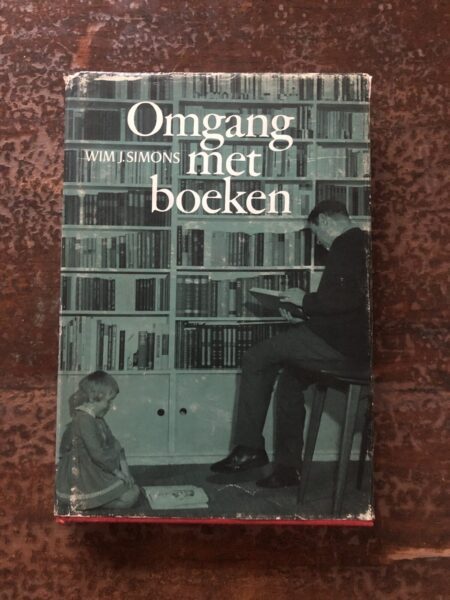 Omgang
WIM J. SIMONS met
boeken